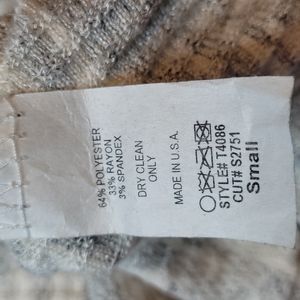 64% POLYESTER
33% RAYON
3% SPANDEX
DRY CLEAN
ONLY
MADE IN U.S.A.
STYLE# T4086
CUT# S2751
Small